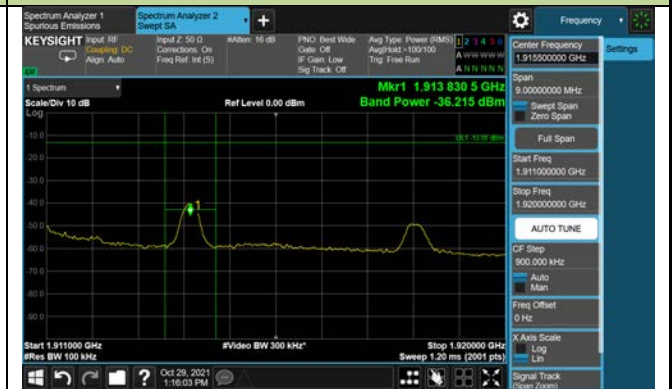 Spectrum Analyzer 1
Spurious Emissions
Spectrum Analyzer 2
Swept SA
Frequency
KEYSIGHT
Input: RF
Coupling: DC
Align: Auto
Input Z: 50 Ω
Corrections: On
Freq Ref: Int (S)
#Atten: 16 dB
PNO: Best Wide
Gate: Off
IF Gain: Low
Sig Track: Off
Avg Type: Power (RMS)
Avg|Hold:>100/100
Trig: Free Run
1 2 3 4 5 6
A W W W W W
A N N N N N
1 Spectrum
Scale/Div 10 dB
Log
Ref Level 0.00 dBm
Mkr1 1.913 830 5 GHz
Band Power -36.215 dBm
-10.0
-20.0
-30.0
-40.0
-50.0
-60.0
-70.0
-80.0
-90.0
1
Start 1.911000 GHz
#Res BW 100 kHz
#Video BW 300 kHz*
Stop 1.920000 GHz
Sweep 1.20 ms (2001 pts)
Oct 29, 2021
1:16:03 PM
Center Frequency
1.915500000 GHz
Settings
Span
9.00000000 MHz
Swept Span
Zero Span
Full Span
Start Freq
1.911000000 GHz
Stop Freq
1.920000000 GHz
AUTO TUNE
CF Step
900.000 kHz
Auto
Man
Freq Offset
0 Hz
X Axis Scale
Log
Lin
Signal Track
(Span Zoom)